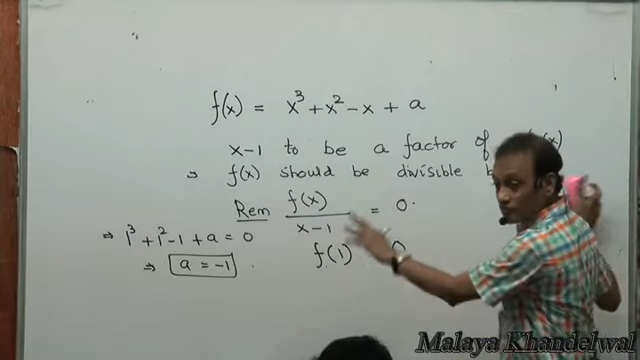 f(x) = x³ + x² - x + a
x-1 to be a factor of f(x)
⇒ f(x) should be divisible
Rem f(x)/(x-1) = 0.
⇒ 1³ + 1² - 1 + a = 0
f(1) 0
⇒ a = -1
Malaya Khandelwal